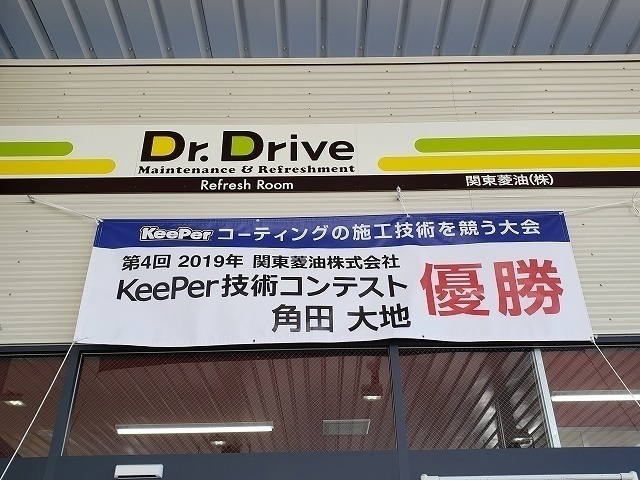 Dr. Drive
Maintenance & Refreshment
Refresh Room
関東菱油(株)
KeePer コーティングの施工技術を競う大会
第4回 2019年 関東菱油株式会社
KeePer技術コンテスト 優勝
角田 大地